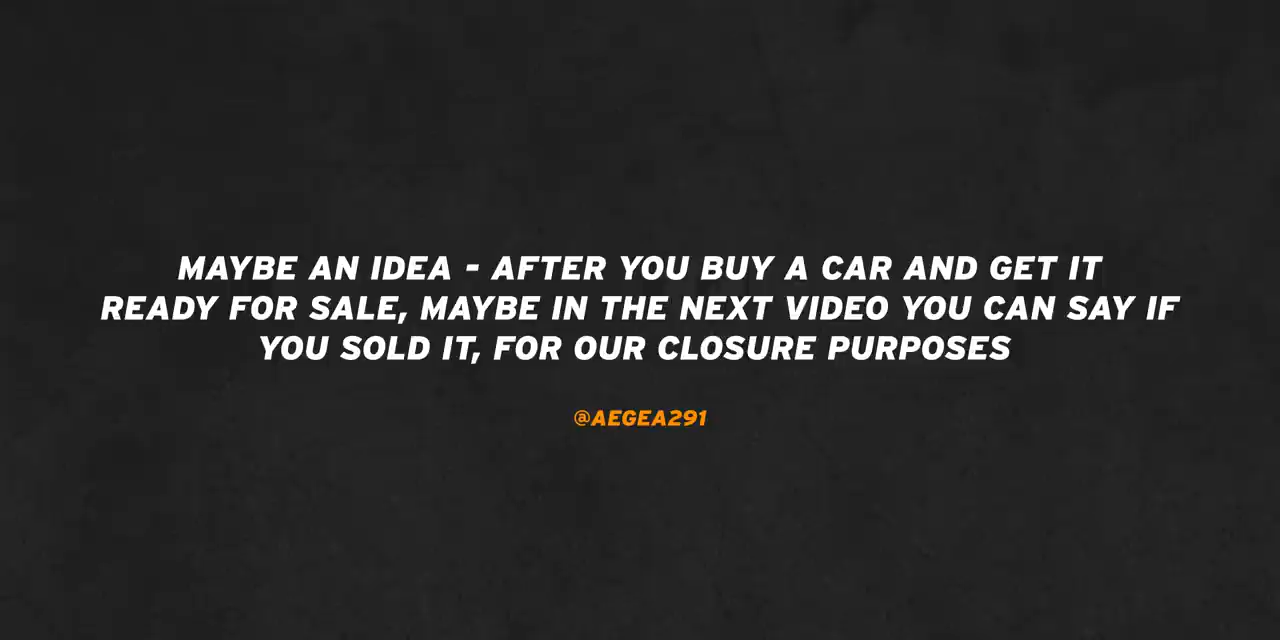 MAYBE AN IDEA - AFTER YOU BUY A CAR AND GET IT
READY FOR SALE, MAYBE IN THE NEXT VIDEO YOU CAN SAY IF
YOU SOLD IT, FOR OUR CLOSURE PURPOSES
@AEGEA291